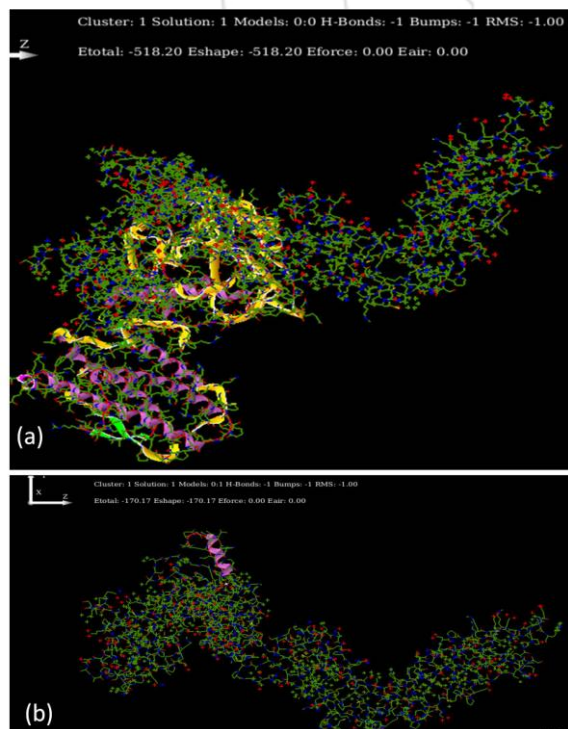 Cluster: 1 Solution: 1 Models: 0:0 H-Bonds: -1 Bumps: -1 RMS: -1.00
Etotal: -518.20 Eshape: -518.20 Eforce: 0.00 Eair: 0.00
Z
(a)
Cluster: 1 Solution: 1 Models: 0:1 H-Bonds: -1 Bumps: -1 RMS: -1.00
X Z
Etotal: -170.17 Eshape: -170.17 Eforce: 0.00 Eair: 0.00
(b)